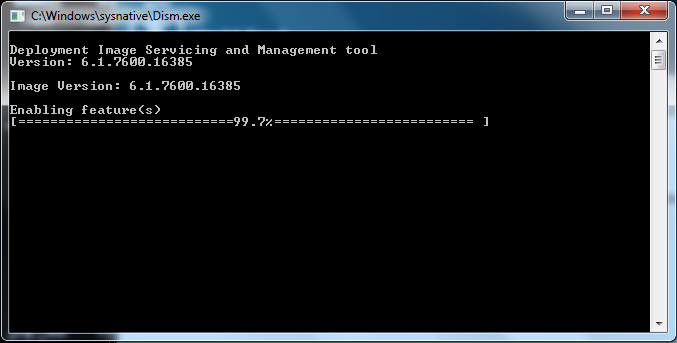 C:\Windows\sysnative\Dism.exe
Deployment Image Servicing and Management tool
Version: 6.1.7600.16385
Image Version: 6.1.7600.16385
Enabling feature(s)
[===========================99.7%========================= ]